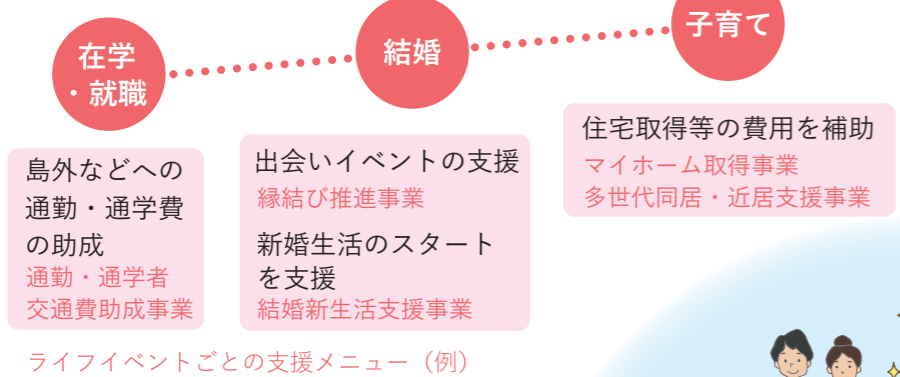 在学
・就職
結婚
子育て
島外などへの
通勤・通学費
の助成
通勤・通学者
交通費助成事業
出会いイベントの支援
縁結び推進事業
新婚生活のスタート
を支援
結婚新生活支援事業
住宅取得等の費用を補助
マイホーム取得事業
多世代同居・近居支援事業
ライフイベントごとの支援メニュー（例）